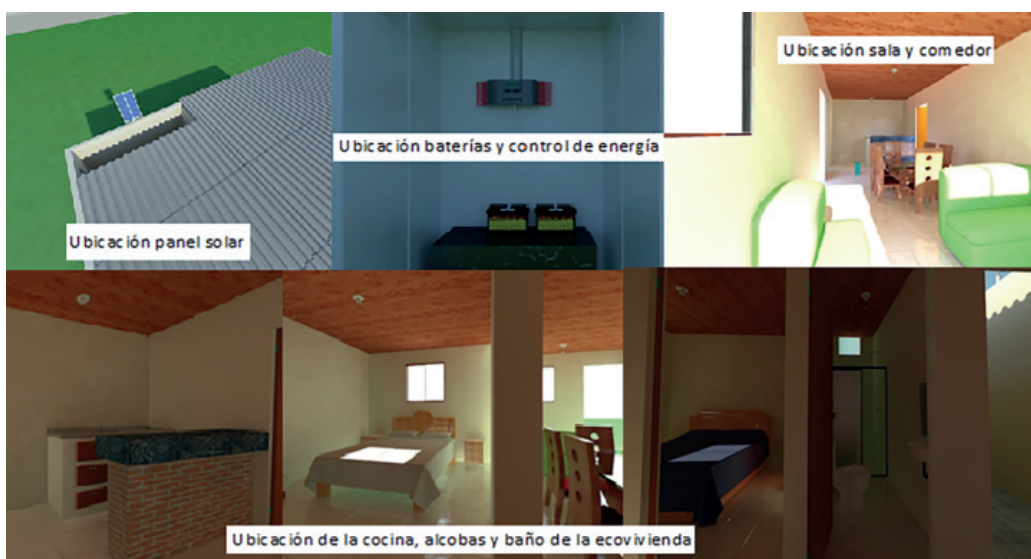 Ubicación sala y comedor
Ubicación baterías y control de energía
Ubicación panel solar
Ubicación de la cocina, alcobas y baño de la ecovivienda